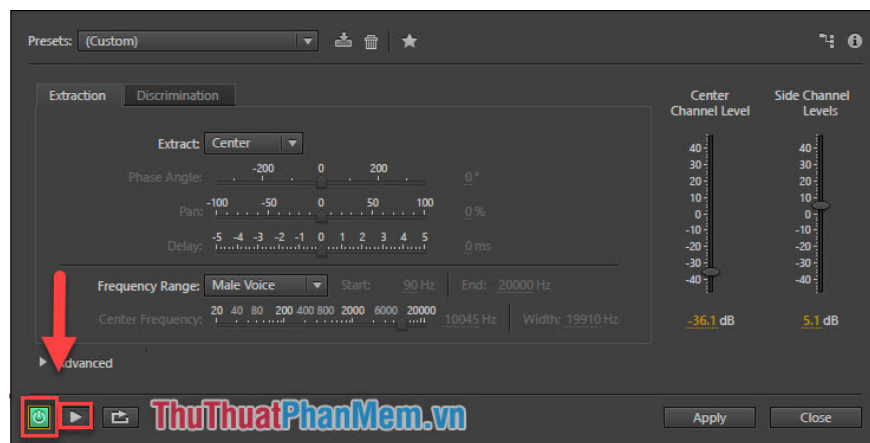 Presets: (Custom)
Extraction Discrimination
Center Channel Level
Side Channel Levels
Extract: Center
-200 0 200
Phase Angle: 0 °
-100 -50 0 50 100
Pan: 0 %
-5 -4 -3 -2 -1 0 1 2 3 4 5
Delay: 0 ms
40 40
30 30
20 20
10 10
0 0
-10 -10
-20 -20
-30 -30
-40 -40
Frequency Range: Male Voice Start: 90 Hz End: 20000 Hz
20 40 80 200 400 800 2000 6000 20000
Center Frequency: 10045 Hz Width: 19910 Hz
-36.1 dB 5.1 dB
Advanced
ThuThuatPhanMem.vn
Apply Close